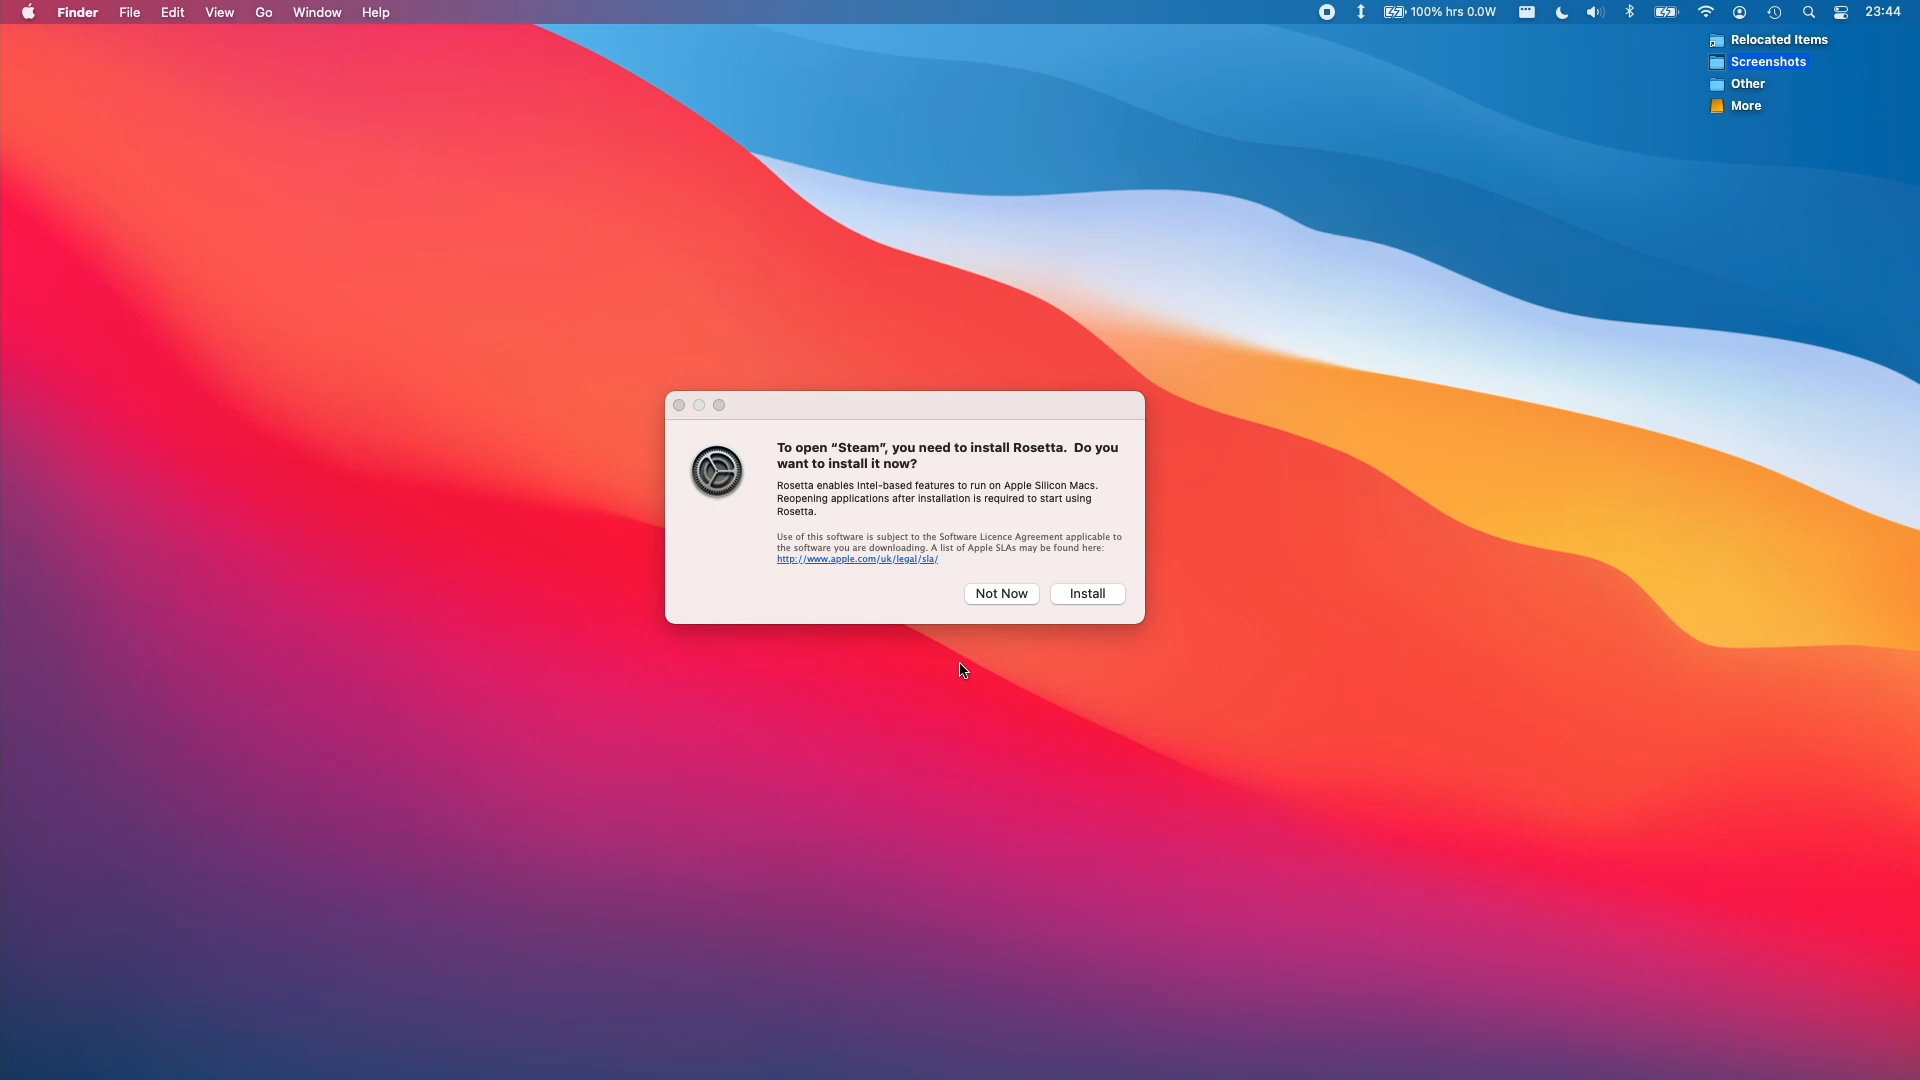 Finder File Edit View Go Window Help 100% hrs 0.0W 23:44
Relocated Items
Screenshots
Other
More
To open “Steam”, you need to install Rosetta. Do you
want to install it now?
Rosetta enables Intel-based features to run on Apple Silicon Macs.
Reopening applications after installation is required to start using
Rosetta.
Use of this software is subject to the Software Licence Agreement applicable to
the software you are downloading. A list of Apple SLAs may be found here:
http://www.apple.com/uk/legal/sla/
Not Now Install